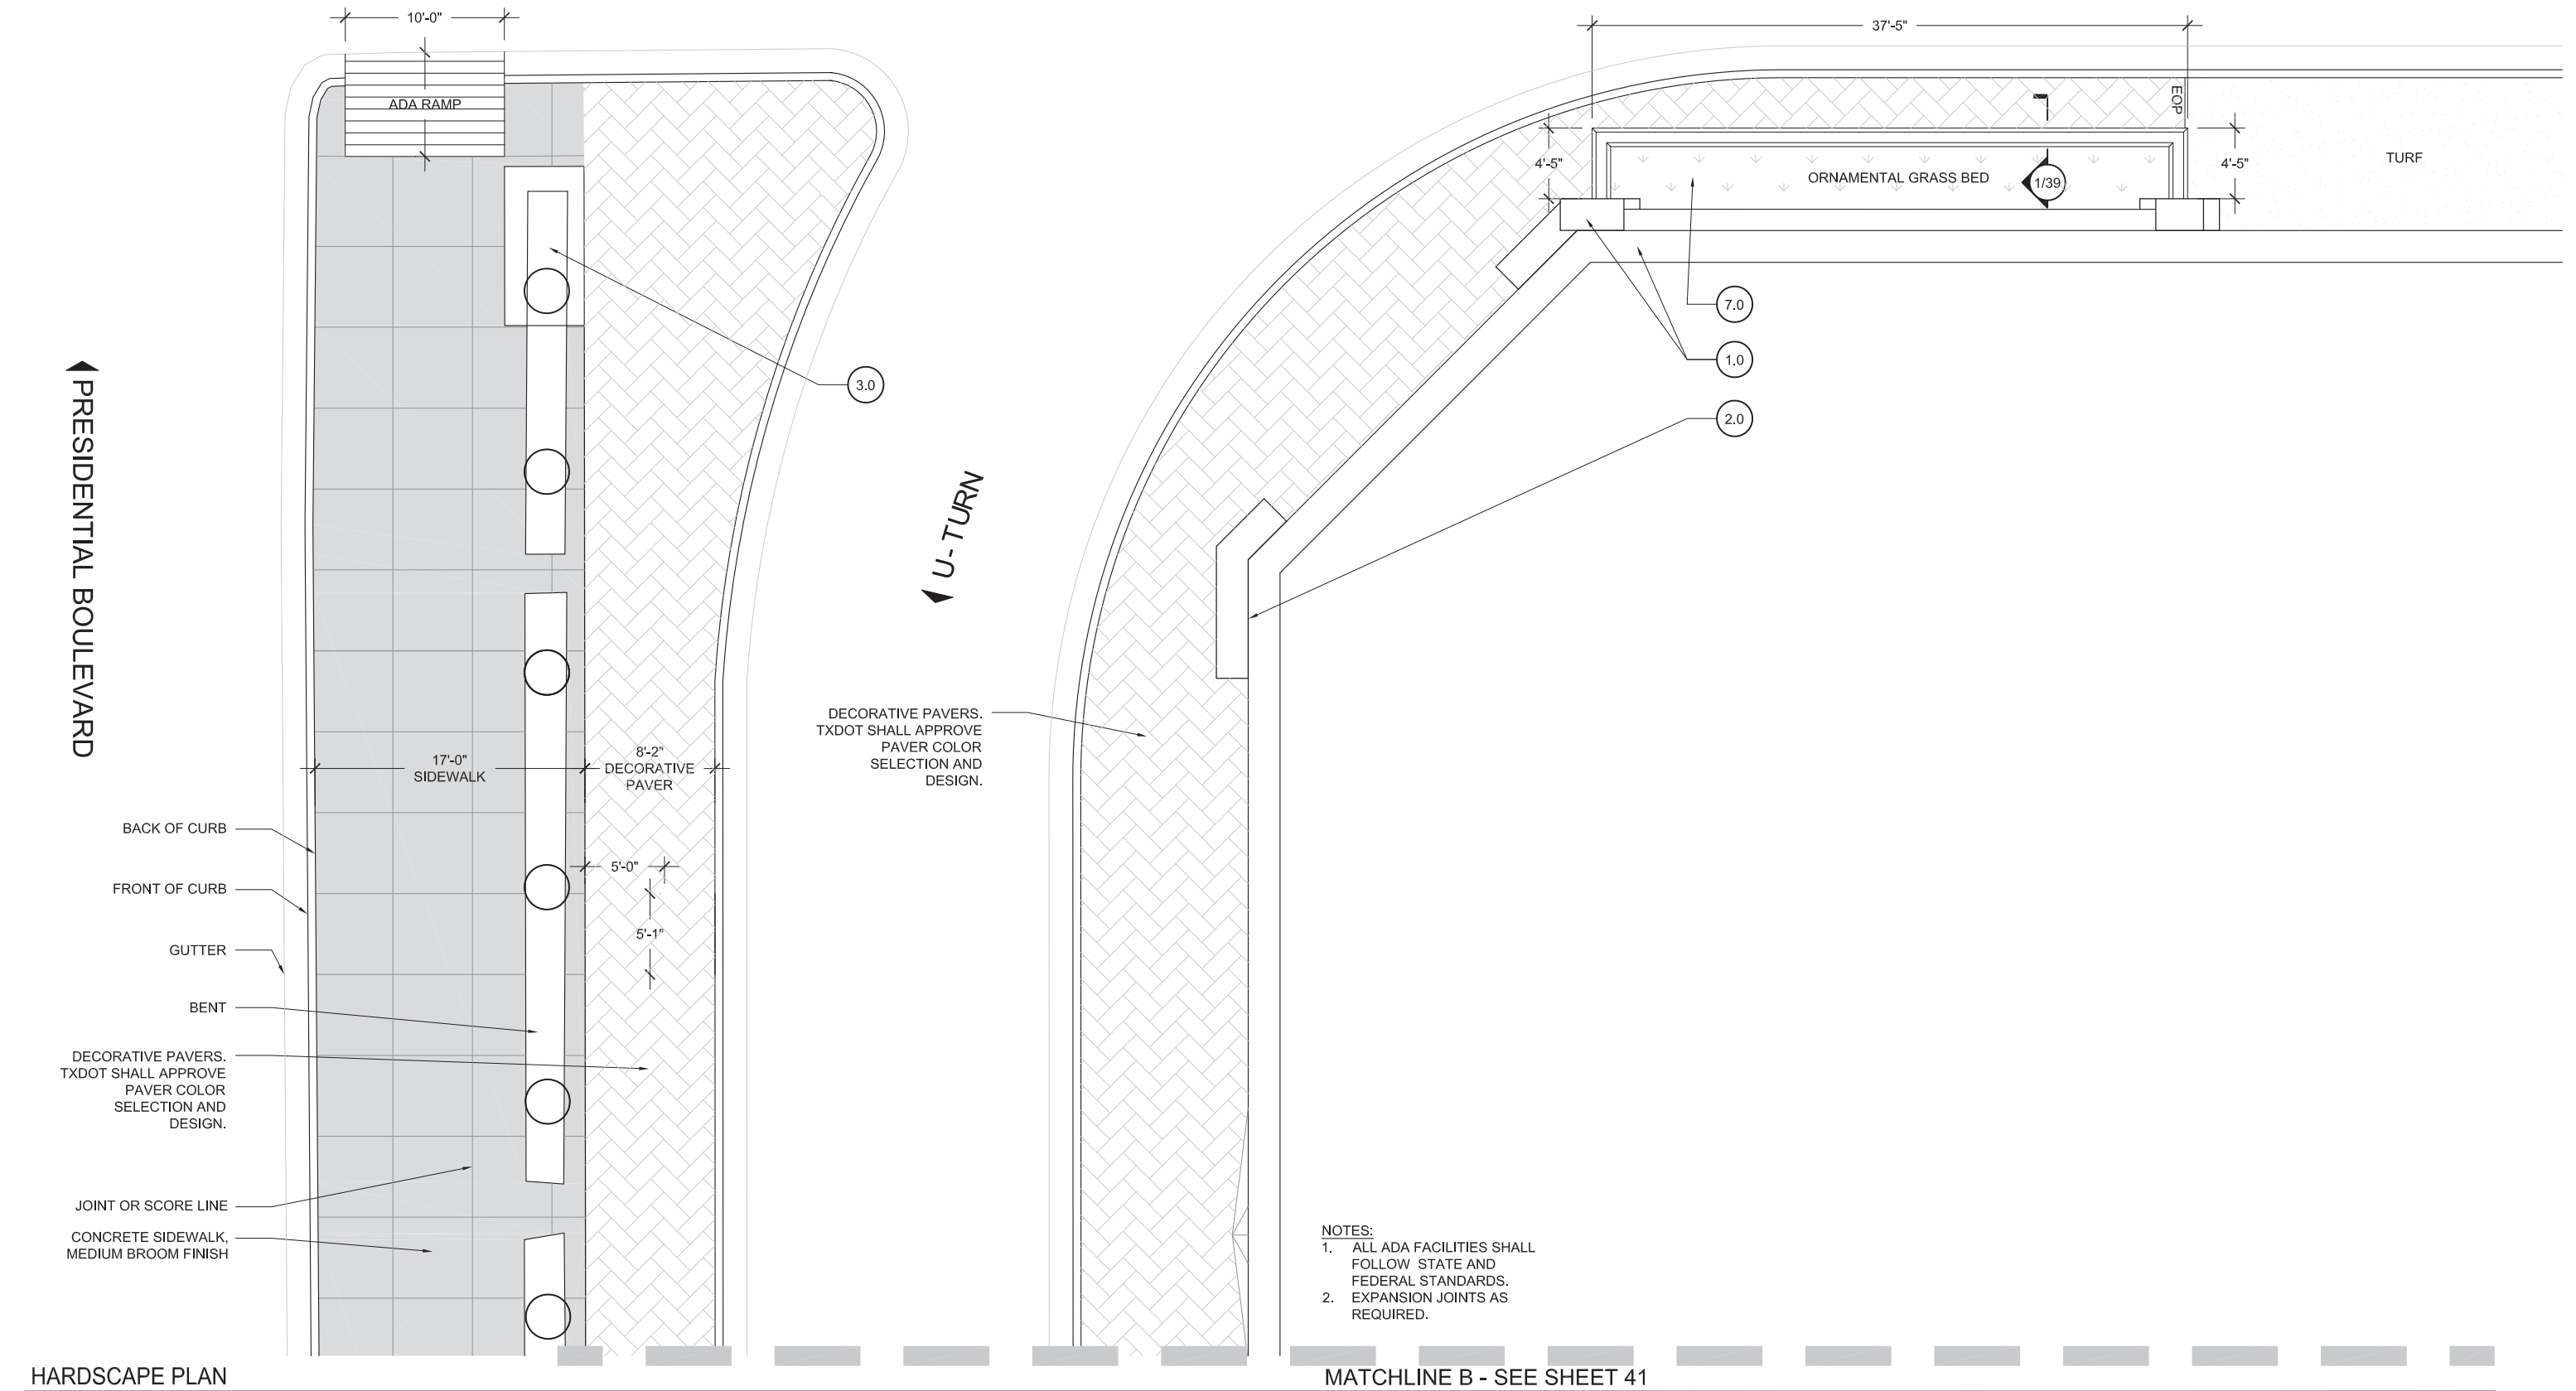 10'-0"
37'-5"
ADA RAMP
EOP
4'-5"
4'-5"
TURF
ORNAMENTAL GRASS BED
1
1/39
7.0
1.0
3.0
2.0
PRESIDENTIAL BOULEVARD
U - TURN
DECORATIVE PAVERS.
TXDOT SHALL APPROVE
PAVER COLOR
SELECTION AND
DESIGN.
17'-0"
SIDEWALK
8'-2"
DECORATIVE
PAVER
BACK OF CURB
5'-0"
FRONT OF CURB
5'-1"
GUTTER
BENT
DECORATIVE PAVERS.
TXDOT SHALL APPROVE
PAVER COLOR
SELECTION AND
DESIGN.
JOINT OR SCORE LINE
CONCRETE SIDEWALK,
MEDIUM BROOM FINISH
NOTES:
1. ALL ADA FACILITIES SHALL
FOLLOW STATE AND
FEDERAL STANDARDS.
2. EXPANSION JOINTS AS
REQUIRED.
HARDSCAPE PLAN
MATCHLINE B - SEE SHEET 41